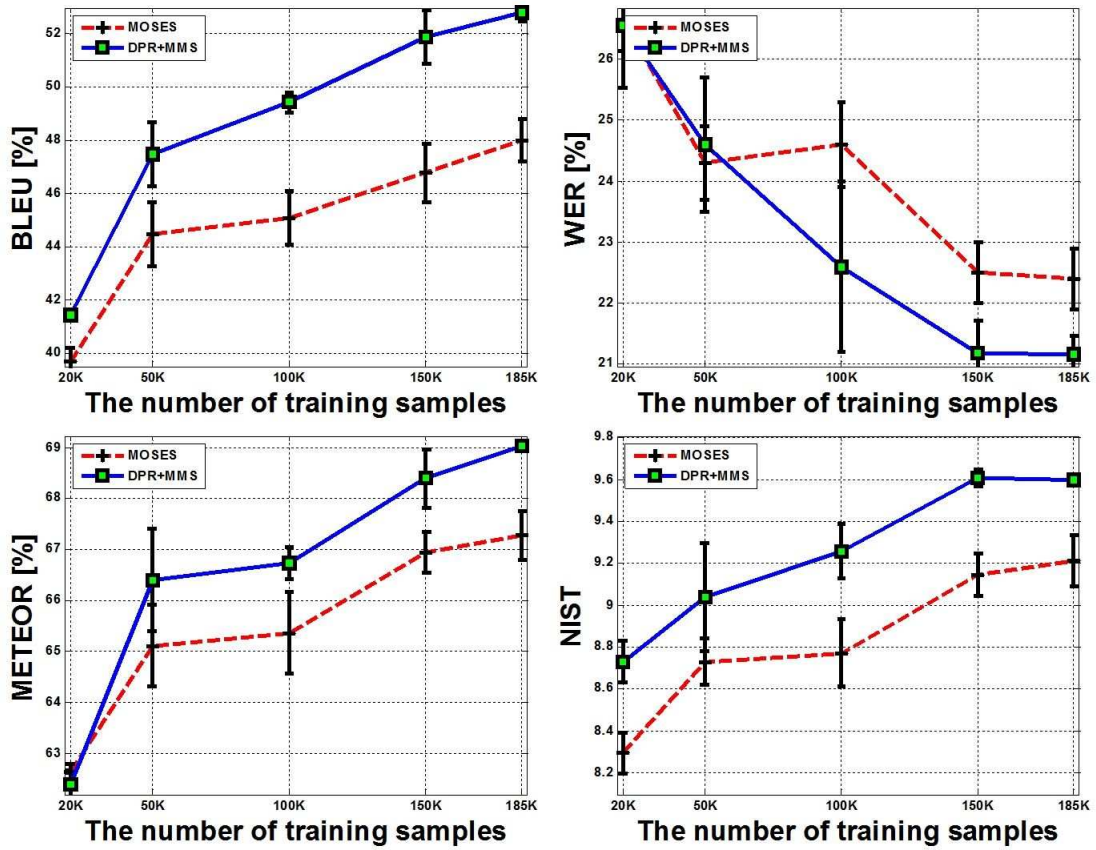 MOSES
DPR+MMS
BLEU [%]
52
50
48
46
44
42
40
20K 50K 100K 150K 185K
The number of training samples
MOSES
DPR+MMS
WER [%]
26
25
24
23
22
21
20K 50K 100K 150K 185K
The number of training samples
MOSES
DPR+MMS
METEOR [%]
69
68
67
66
65
64
63
20K 50K 100K 150K 185K
The number of training samples
MOSES
DPR+MMS
NIST
9.8
9.6
9.4
9.2
9
8.8
8.6
8.4
8.2
20K 50K 100K 150K 185K
The number of training samples